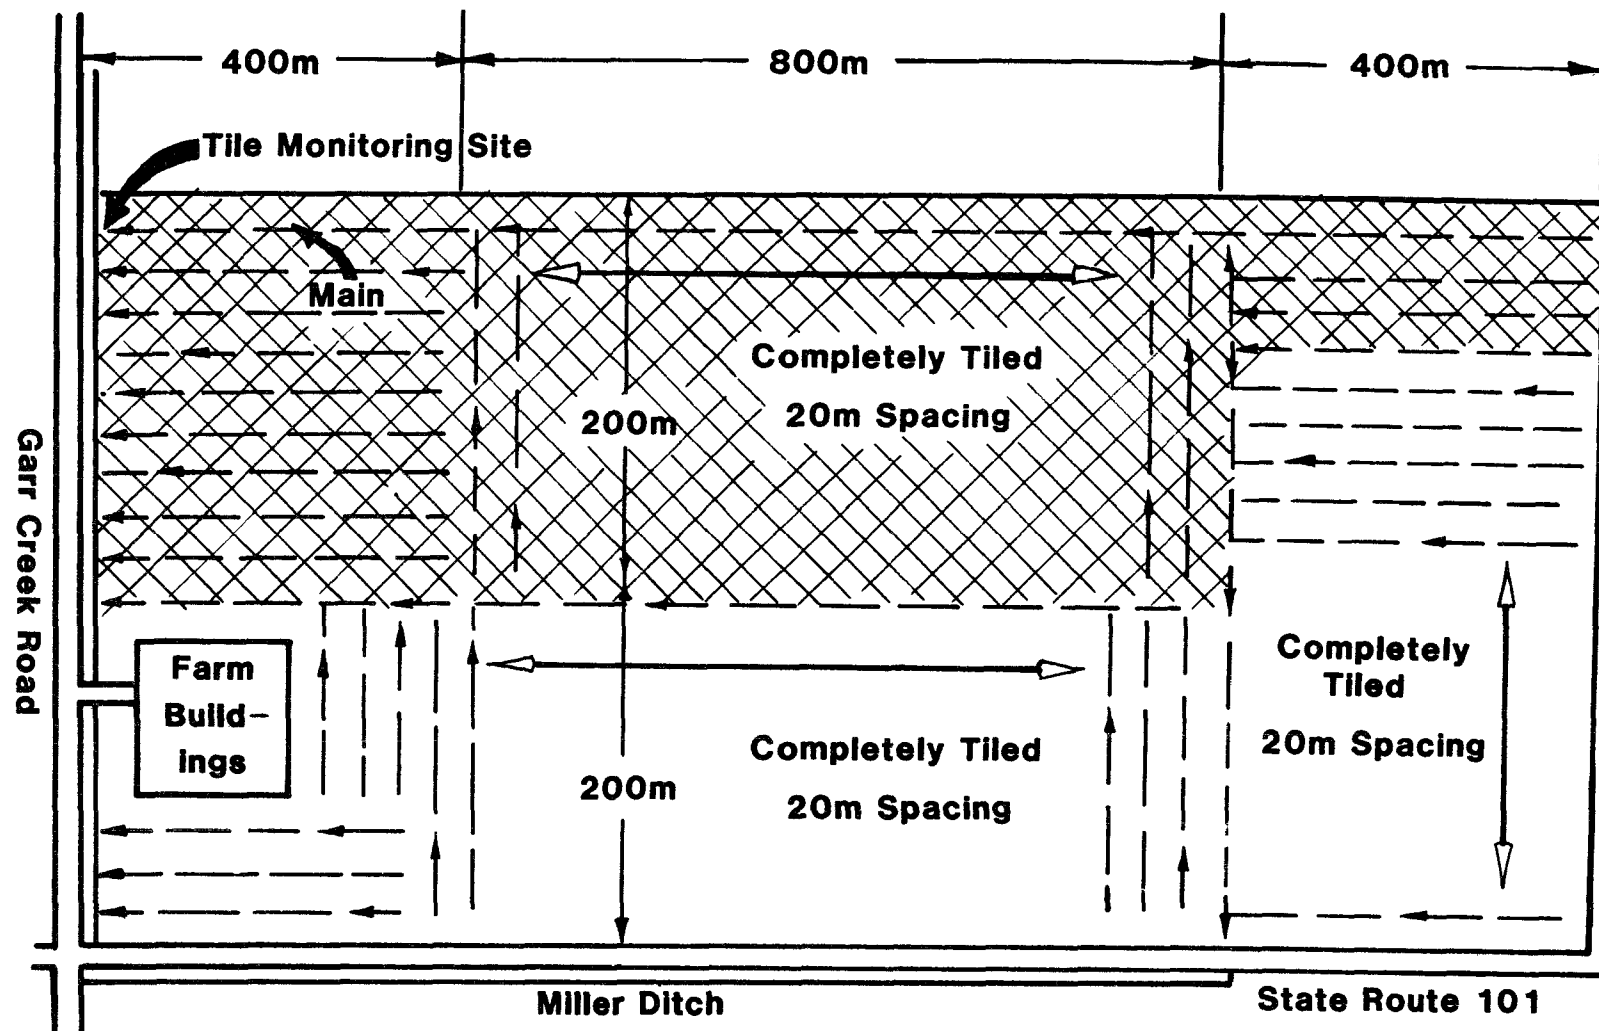 400m
800m
400m
Tile Monitoring Site
Main
Completely Tiled
20m Spacing
200m
Garr Creek Road
Farm
Build-
ings
Completely
Tiled
20m Spacing
Completely Tiled
20m Spacing
200m
Miller Ditch
State Route 101